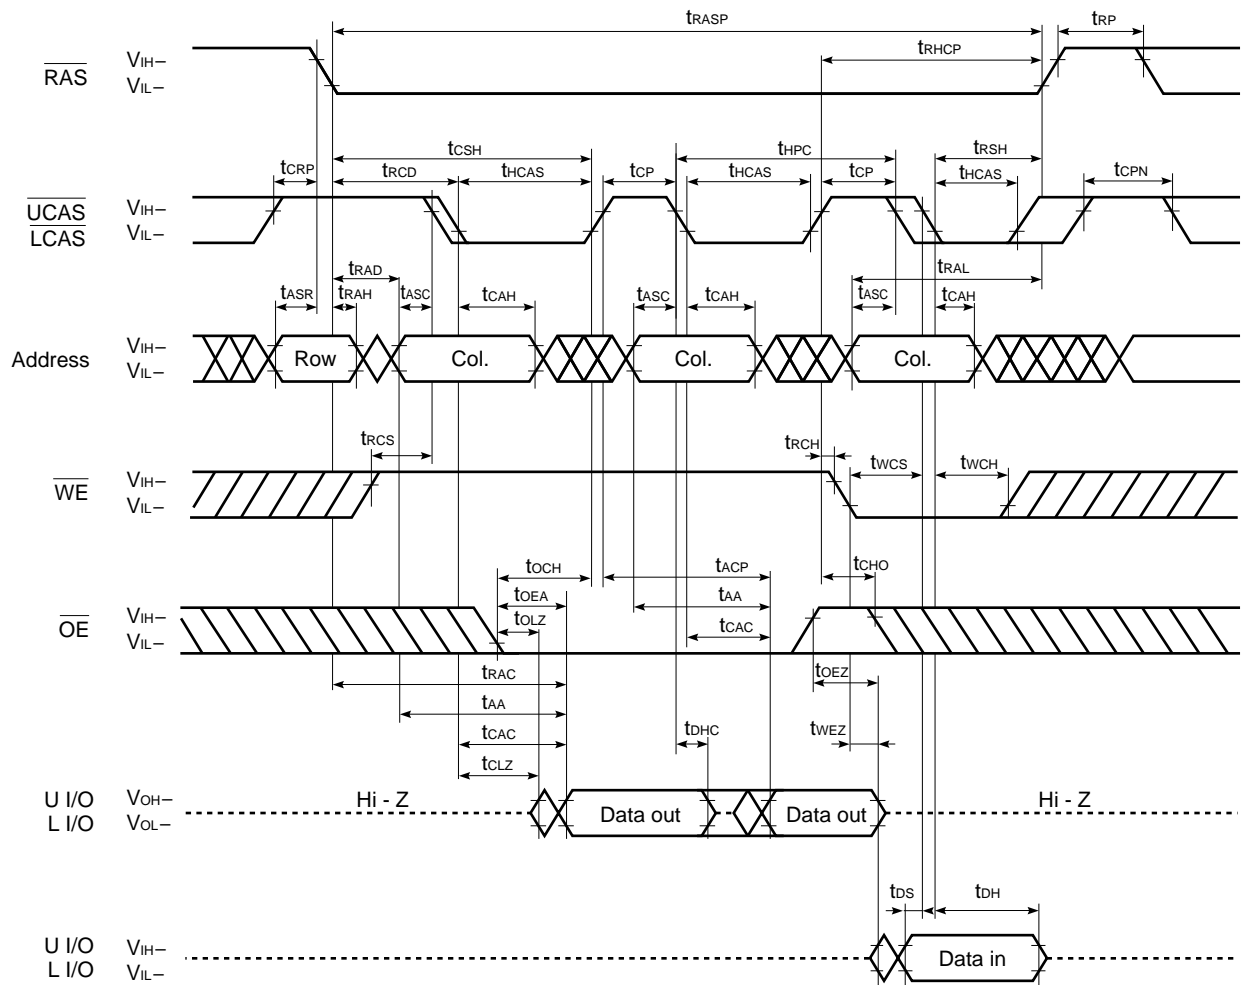 tRASP
tRP
tRHCP
RAS
VIH–
VIL–
tCSH
tHPC
tRSH
tCRP
tRCD
tHCAS
tCP
tHCAS
tCP
tHCAS
tCPN
UCAS
LCAS
VIH–
VIL–
tRAD
tRAL
tASR
tRAH
tASC
tCAH
tASC
tCAH
tASC
tCAH
Address
VIH–
VIL–
Row
Col.
Col.
Col.
tRCS
tRCH
tWCS
tWCH
WE
VIH–
VIL–
tOCH
tACP
tCHO
tOEA
tAA
tOLZ
tCAC
OE
VIH–
VIL–
tRAC
tOEZ
tAA
tCAC
tDHC
tWEZ
tCLZ
U I/O
L I/O
VOH–
VOL–
Hi - Z
Data out
Data out
Hi - Z
tDS
tDH
U I/O
L I/O
VIH–
VIL–
Data in